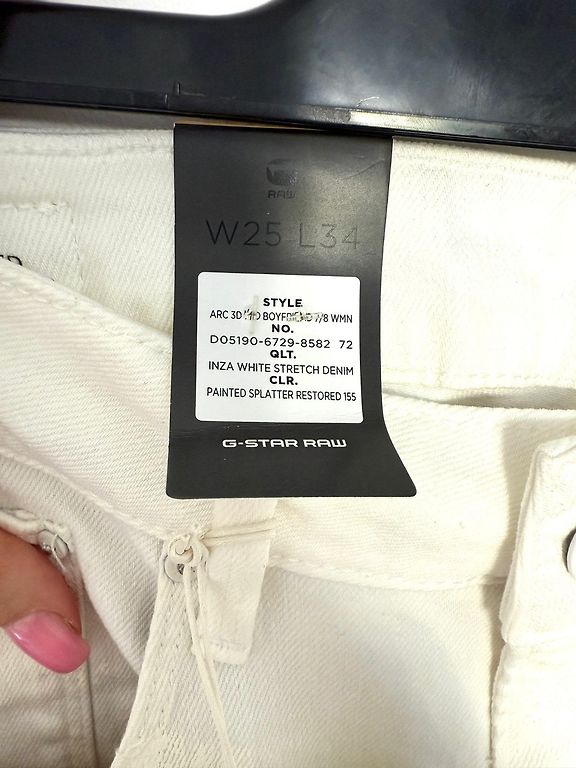 RAW
W25 L34
STYLE
ARC 3D BOYFRIEND 7/8 WMN
NO.
D05190-6729-8582 72
QLT.
INZA WHITE STRETCH DENIM
CLR.
PAINTED SPLATTER RESTORED 155
G-STAR RAW